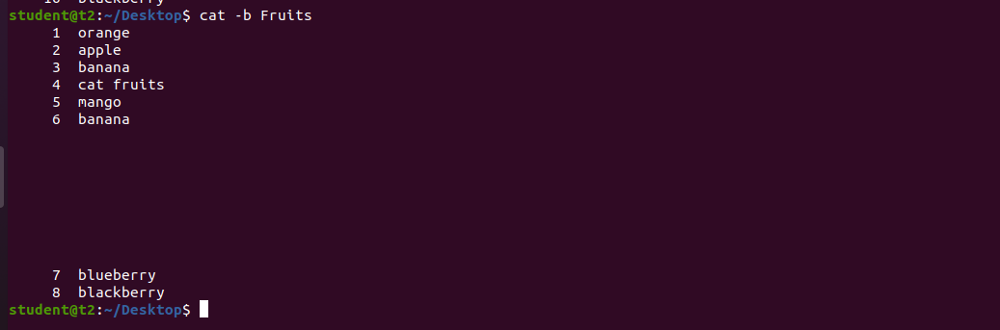 student@t2:~/Desktop$ cat -b Fruits
     1  orange
     2  apple
     3  banana
     4  cat fruits
     5  mango
     6  banana
     7  blueberry
     8  blackberry
student@t2:~/Desktop$